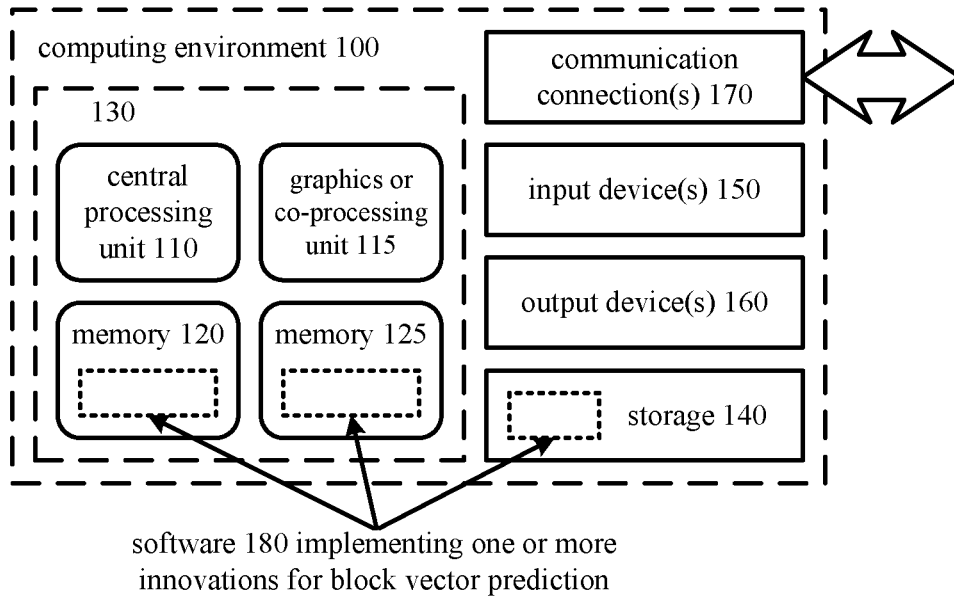 computing environment 100
130
central
processing
unit 110
graphics or
co-processing
unit 115
memory 120
memory 125
communication
connection(s) 170
input device(s) 150
output device(s) 160
storage 140
software 180 implementing one or more
innovations for block vector prediction